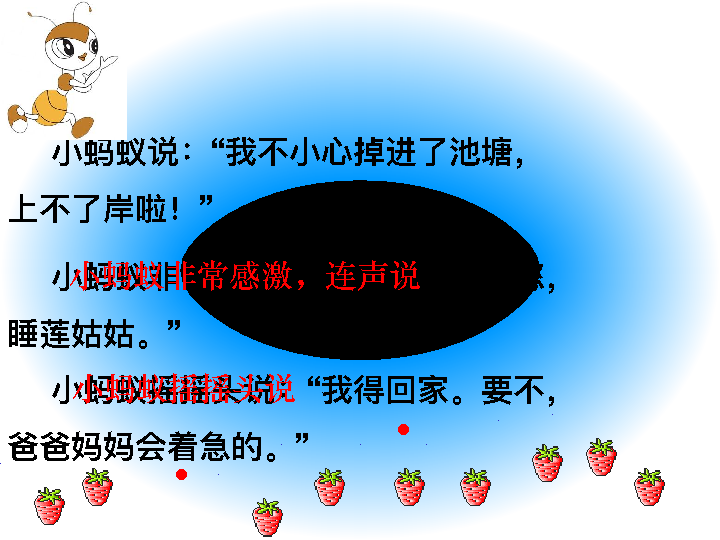 小蚂蚁说：“我不小心掉进了池塘，
上不了岸啦！”
小蚂蚁非常感激，连声说
睡莲姑姑。”
小蚂蚁摇摇头说：“我得回家。要不，
爸爸妈妈会着急的。”